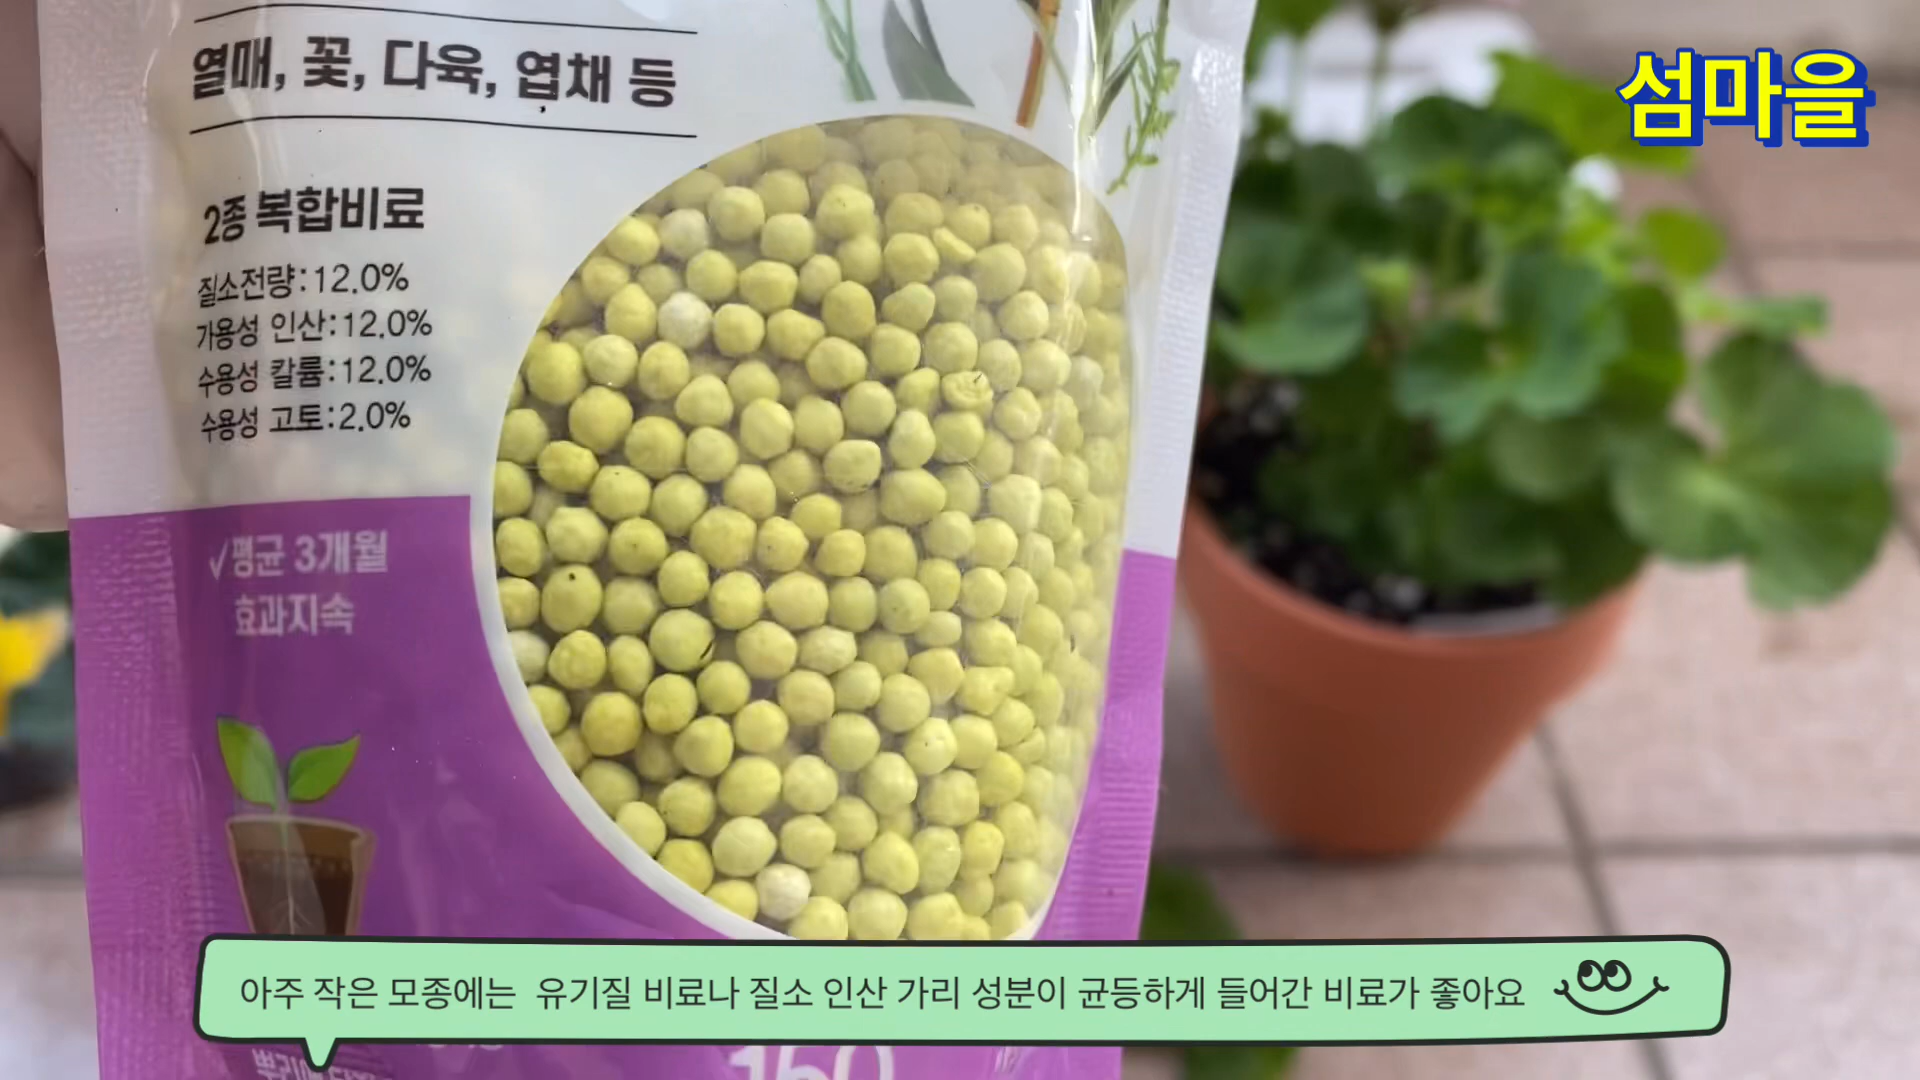 섬마을
열매, 꽃, 다육, 엽채 등
2종 복합비료
질소전량:12.0%
가용성 인산:12.0%
수용성 칼륨:12.0%
수용성 고토:2.0%
✓평균 3개월
효과지속
아주 작은 모종에는 유기질 비료나 질소 인산 가리 성분이 균등하게 들어간 비료가 좋아요